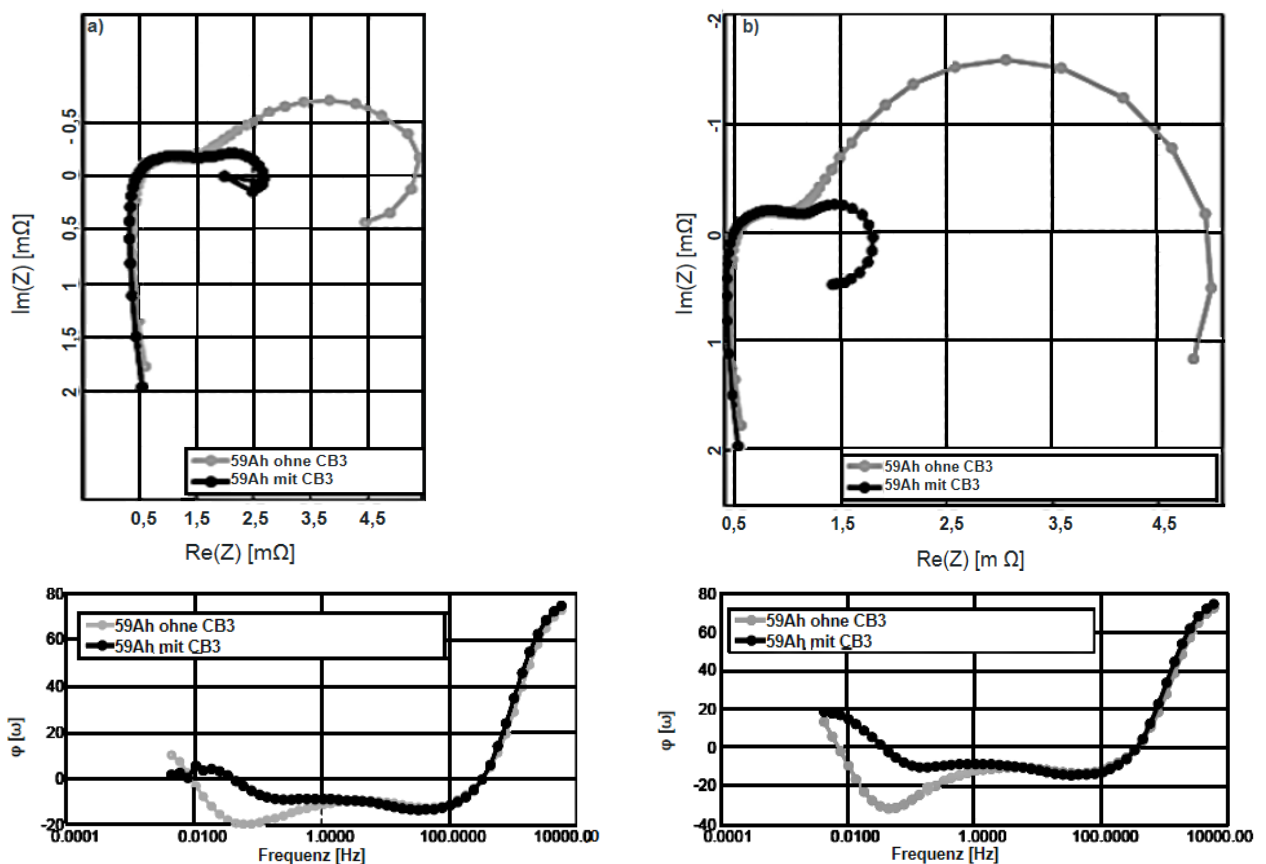 a)
- 0,5
0
0,5
1
1,5
2
Im(Z) [mΩ]
59Ah ohne CB3
59Ah mit CB3
0,5 1,5 2,5 4,5
Re(Z) [mΩ]
b)
-2
-1
0
1
2
Im(Z) [mΩ]
59Ah ohne CB3
59Ah mit CB3
0,5 1,5 2,5 3,5 4,5
Re(Z) [m Ω]
80
60
40
20
0
-20
φ [ω]
59Ah ohne CB3
59Ah mit CB3
0.0001 0.0100 1.0000 100.0000 10000.00
Frequenz [Hz]
80
60
40
20
0
-20
-40
φ [ω]
59Ah ohne CB3
59Ah mit CB3
0.0001 0.0100 1.0000 100.0000 10000.00
Frequenz [Hz]